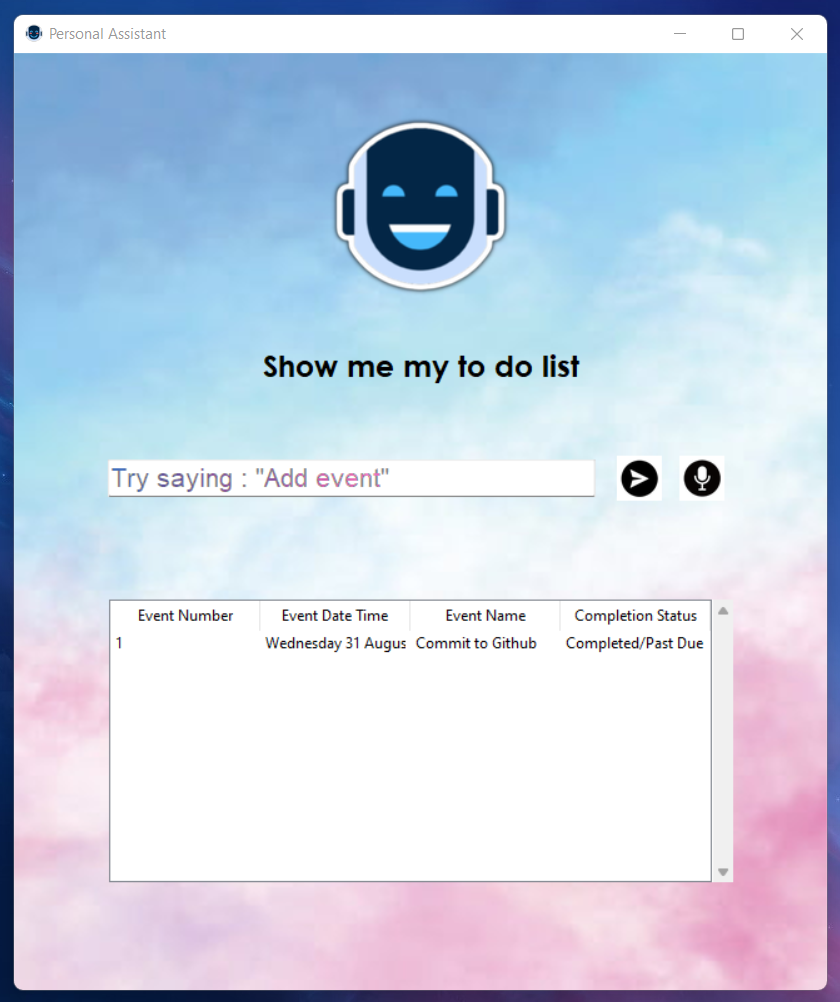 Personal Assistant
Show me my to do list
Try saying : "Add event"
Event Number Event Date Time Event Name Completion Status
1 Wednesday 31 Augus Commit to Github Completed/Past Due